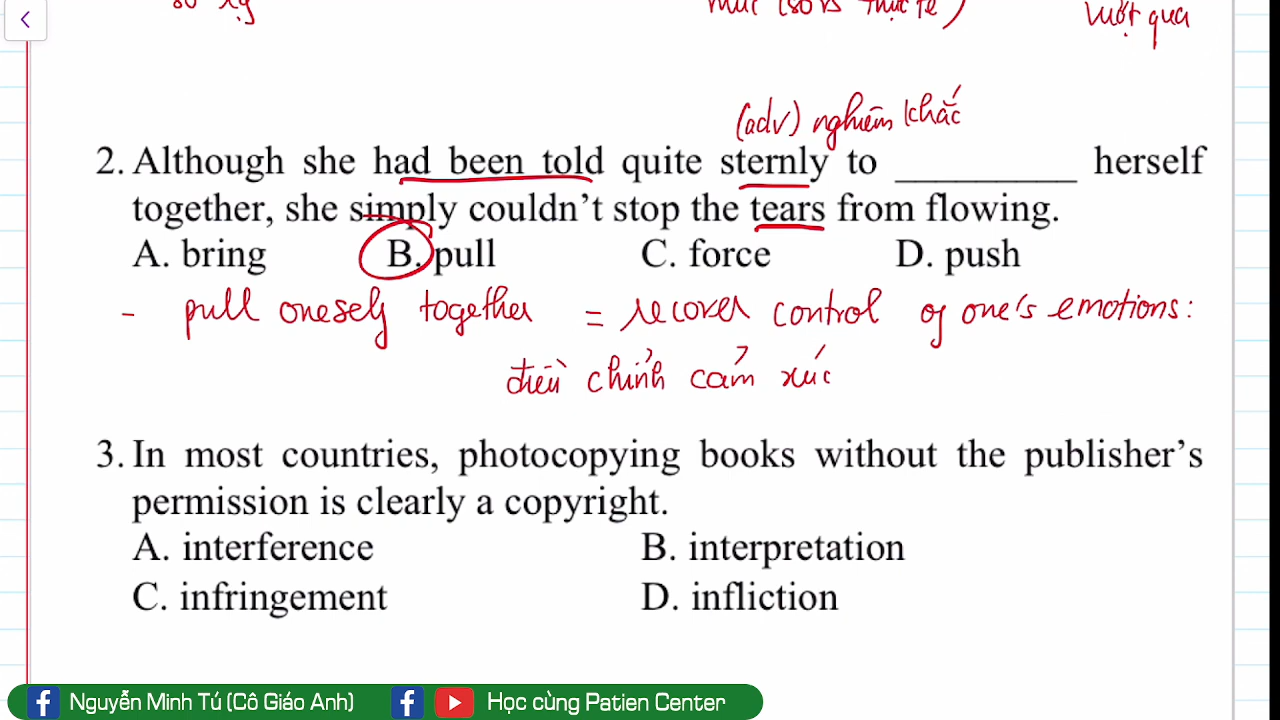 vượt qua
(adv) nghiêm khắc
2. Although she had been told quite sternly to _________ herself
together, she simply couldn't stop the tears from flowing.
A. bring B. pull C. force D. push
- pull oneself together = recover control of one's emotions:
điều chỉnh cảm xúc
3. In most countries, photocopying books without the publisher's
permission is clearly a copyright.
A. interference B. interpretation
C. infringement D. infliction
Nguyễn Minh Tú (Cô Giáo Anh) Học cùng Patien Center